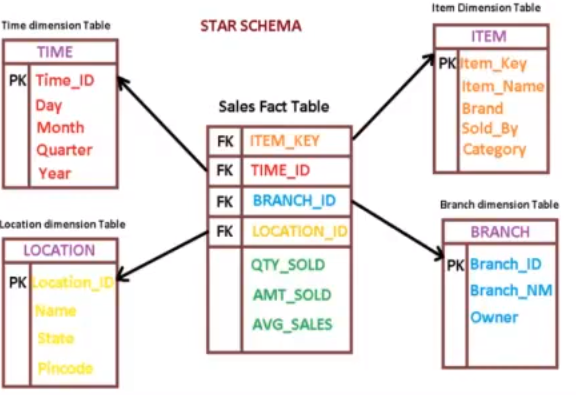 Item Dimension Table
Time dimension Table
STAR SCHEMA
TIME
PK Time_ID
Day
Month
Quarter
Year
ITEM
PK Item_Key
Item_Name
Brand
Sold_By
Category
Sales Fact Table
FK ITEM_KEY
FK TIME_ID
FK BRANCH_ID
FK LOCATION_ID
QTY_SOLD
AMT_SOLD
AVG_SALES
Location dimension Table
LOCATION
PK Location_ID
Name
State
Pincode
Branch dimension Table
BRANCH
PK Branch_ID
Branch_NM
Owner